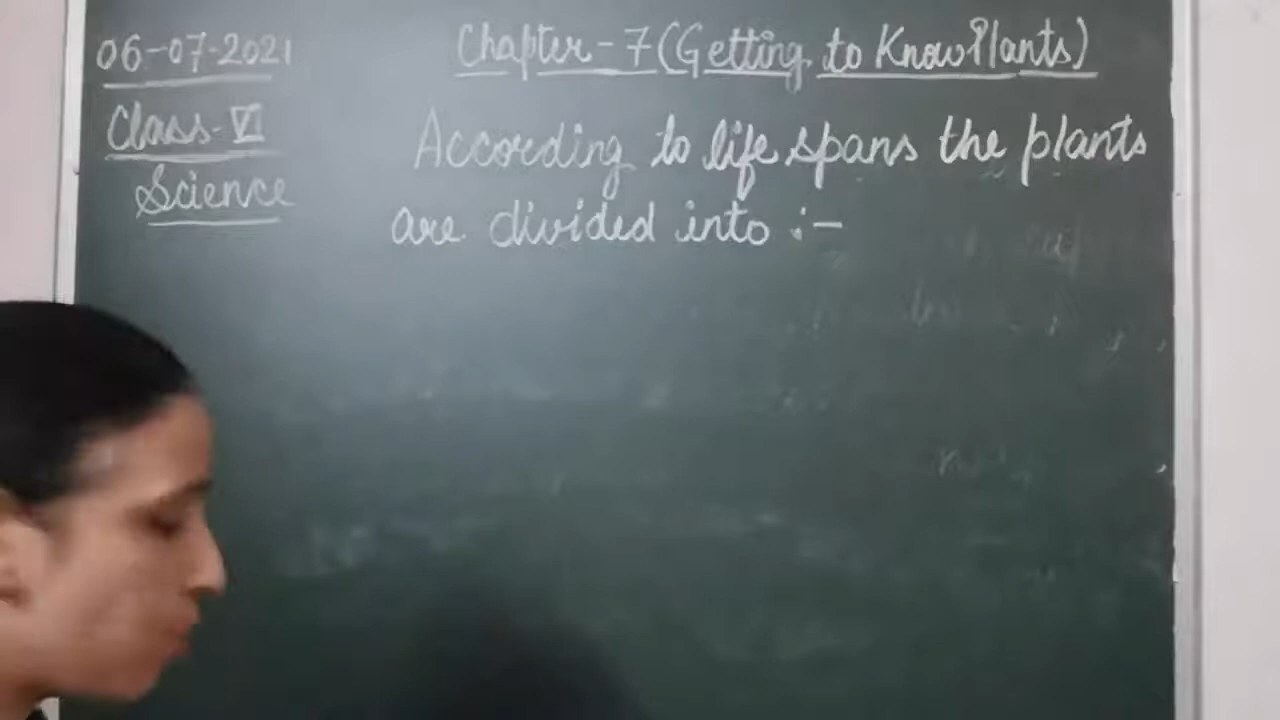 06-07-2021
Chapter-7(Getting to Know Plants)
Class-VI
Science
According to life spans the plants
are divided into :-